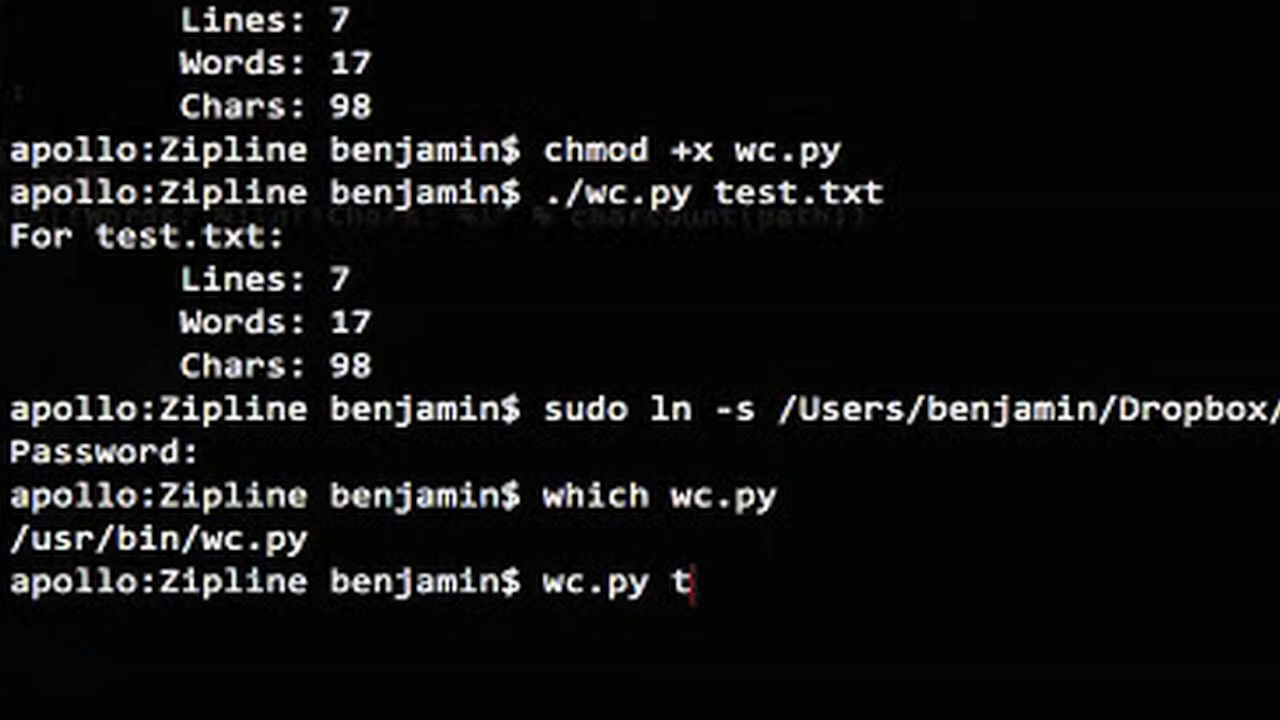 Lines: 7
Words: 17
Chars: 98
apollo:Zipline benjamin$ chmod +x wc.py
apollo:Zipline benjamin$ ./wc.py test.txt
For test.txt:
Lines: 7
Words: 17
Chars: 98
apollo:Zipline benjamin$ sudo ln -s /Users/benjamin/Dropbox/
Password:
apollo:Zipline benjamin$ which wc.py
/usr/bin/wc.py
apollo:Zipline benjamin$ wc.py t